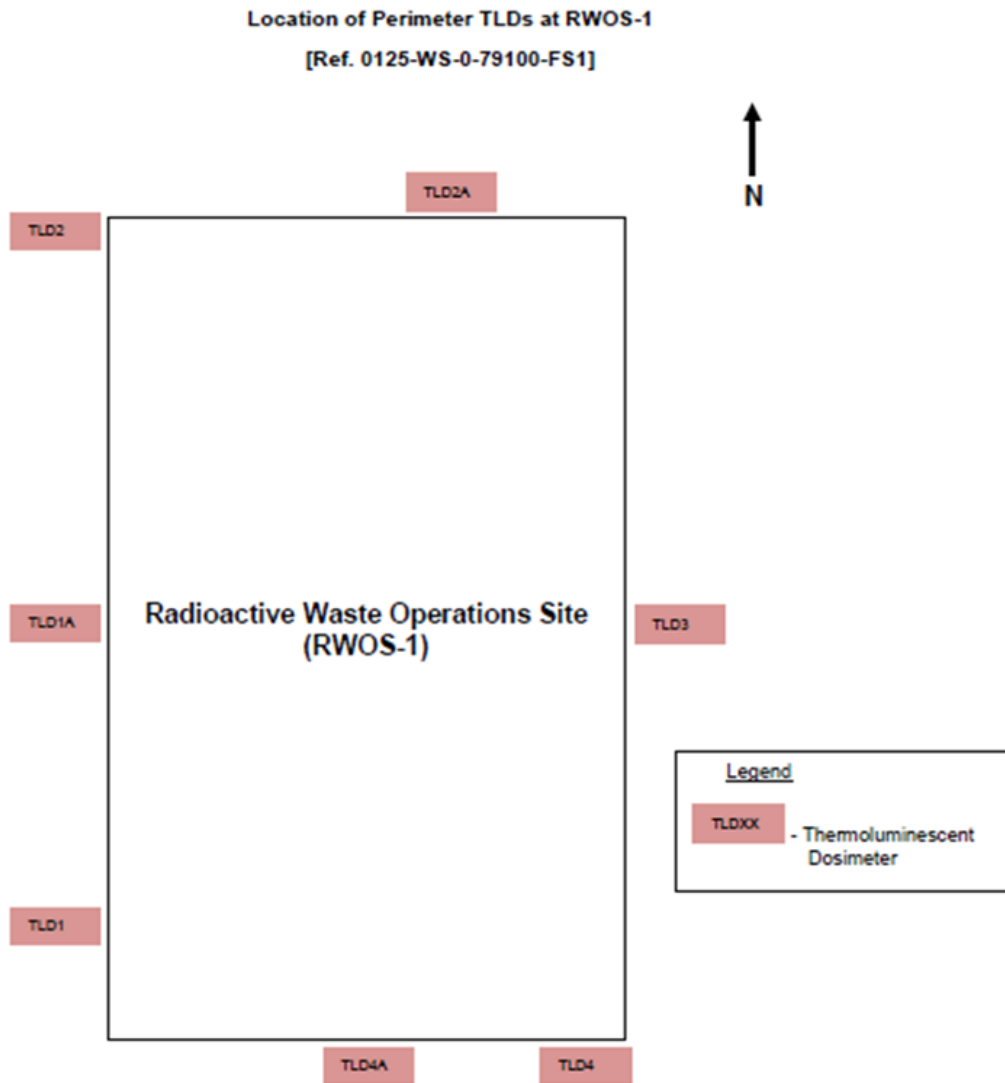 Location of Perimeter TLDs at RWOS-1
[Ref. 0125-WS-0-79100-FS1]
N
TLD2A
TLD2
Radioactive Waste Operations Site
(RWOS-1)
TLD1A
TLD3
Legend
TLDXX
- Thermoluminescent
Dosimeter
TLD1
TLD4A
TLD4